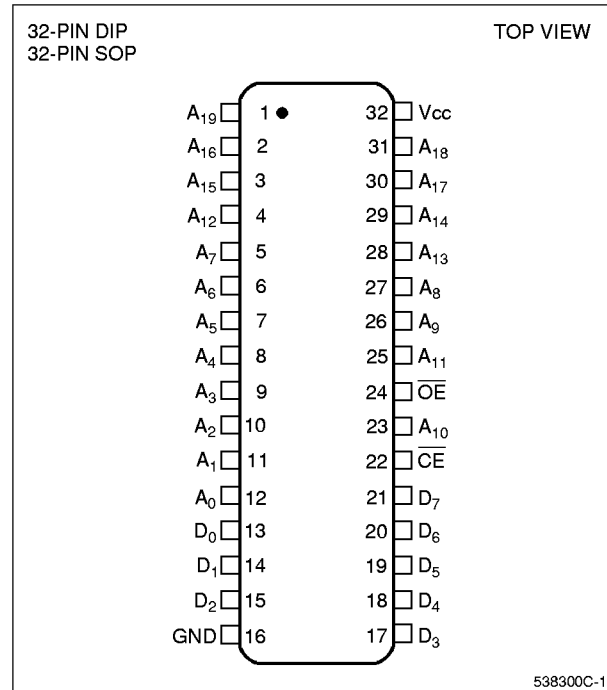 32-PIN DIP TOP VIEW
32-PIN SOP
A₁₉ 1 32 Vcc
A₁₆ 2 31 A₁₈
A₁₅ 3 30 A₁₇
A₁₂ 4 29 A₁₄
A₇ 5 28 A₁₃
A₆ 6 27 A₈
A₅ 7 26 A₉
A₄ 8 25 A₁₁
A₃ 9 24 O̅E̅
A₂ 10 23 A₁₀
A₁ 11 22 C̅E̅
A₀ 12 21 D₇
D₀ 13 20 D₆
D₁ 14 19 D₅
D₂ 15 18 D₄
GND 16 17 D₃
538300C-1